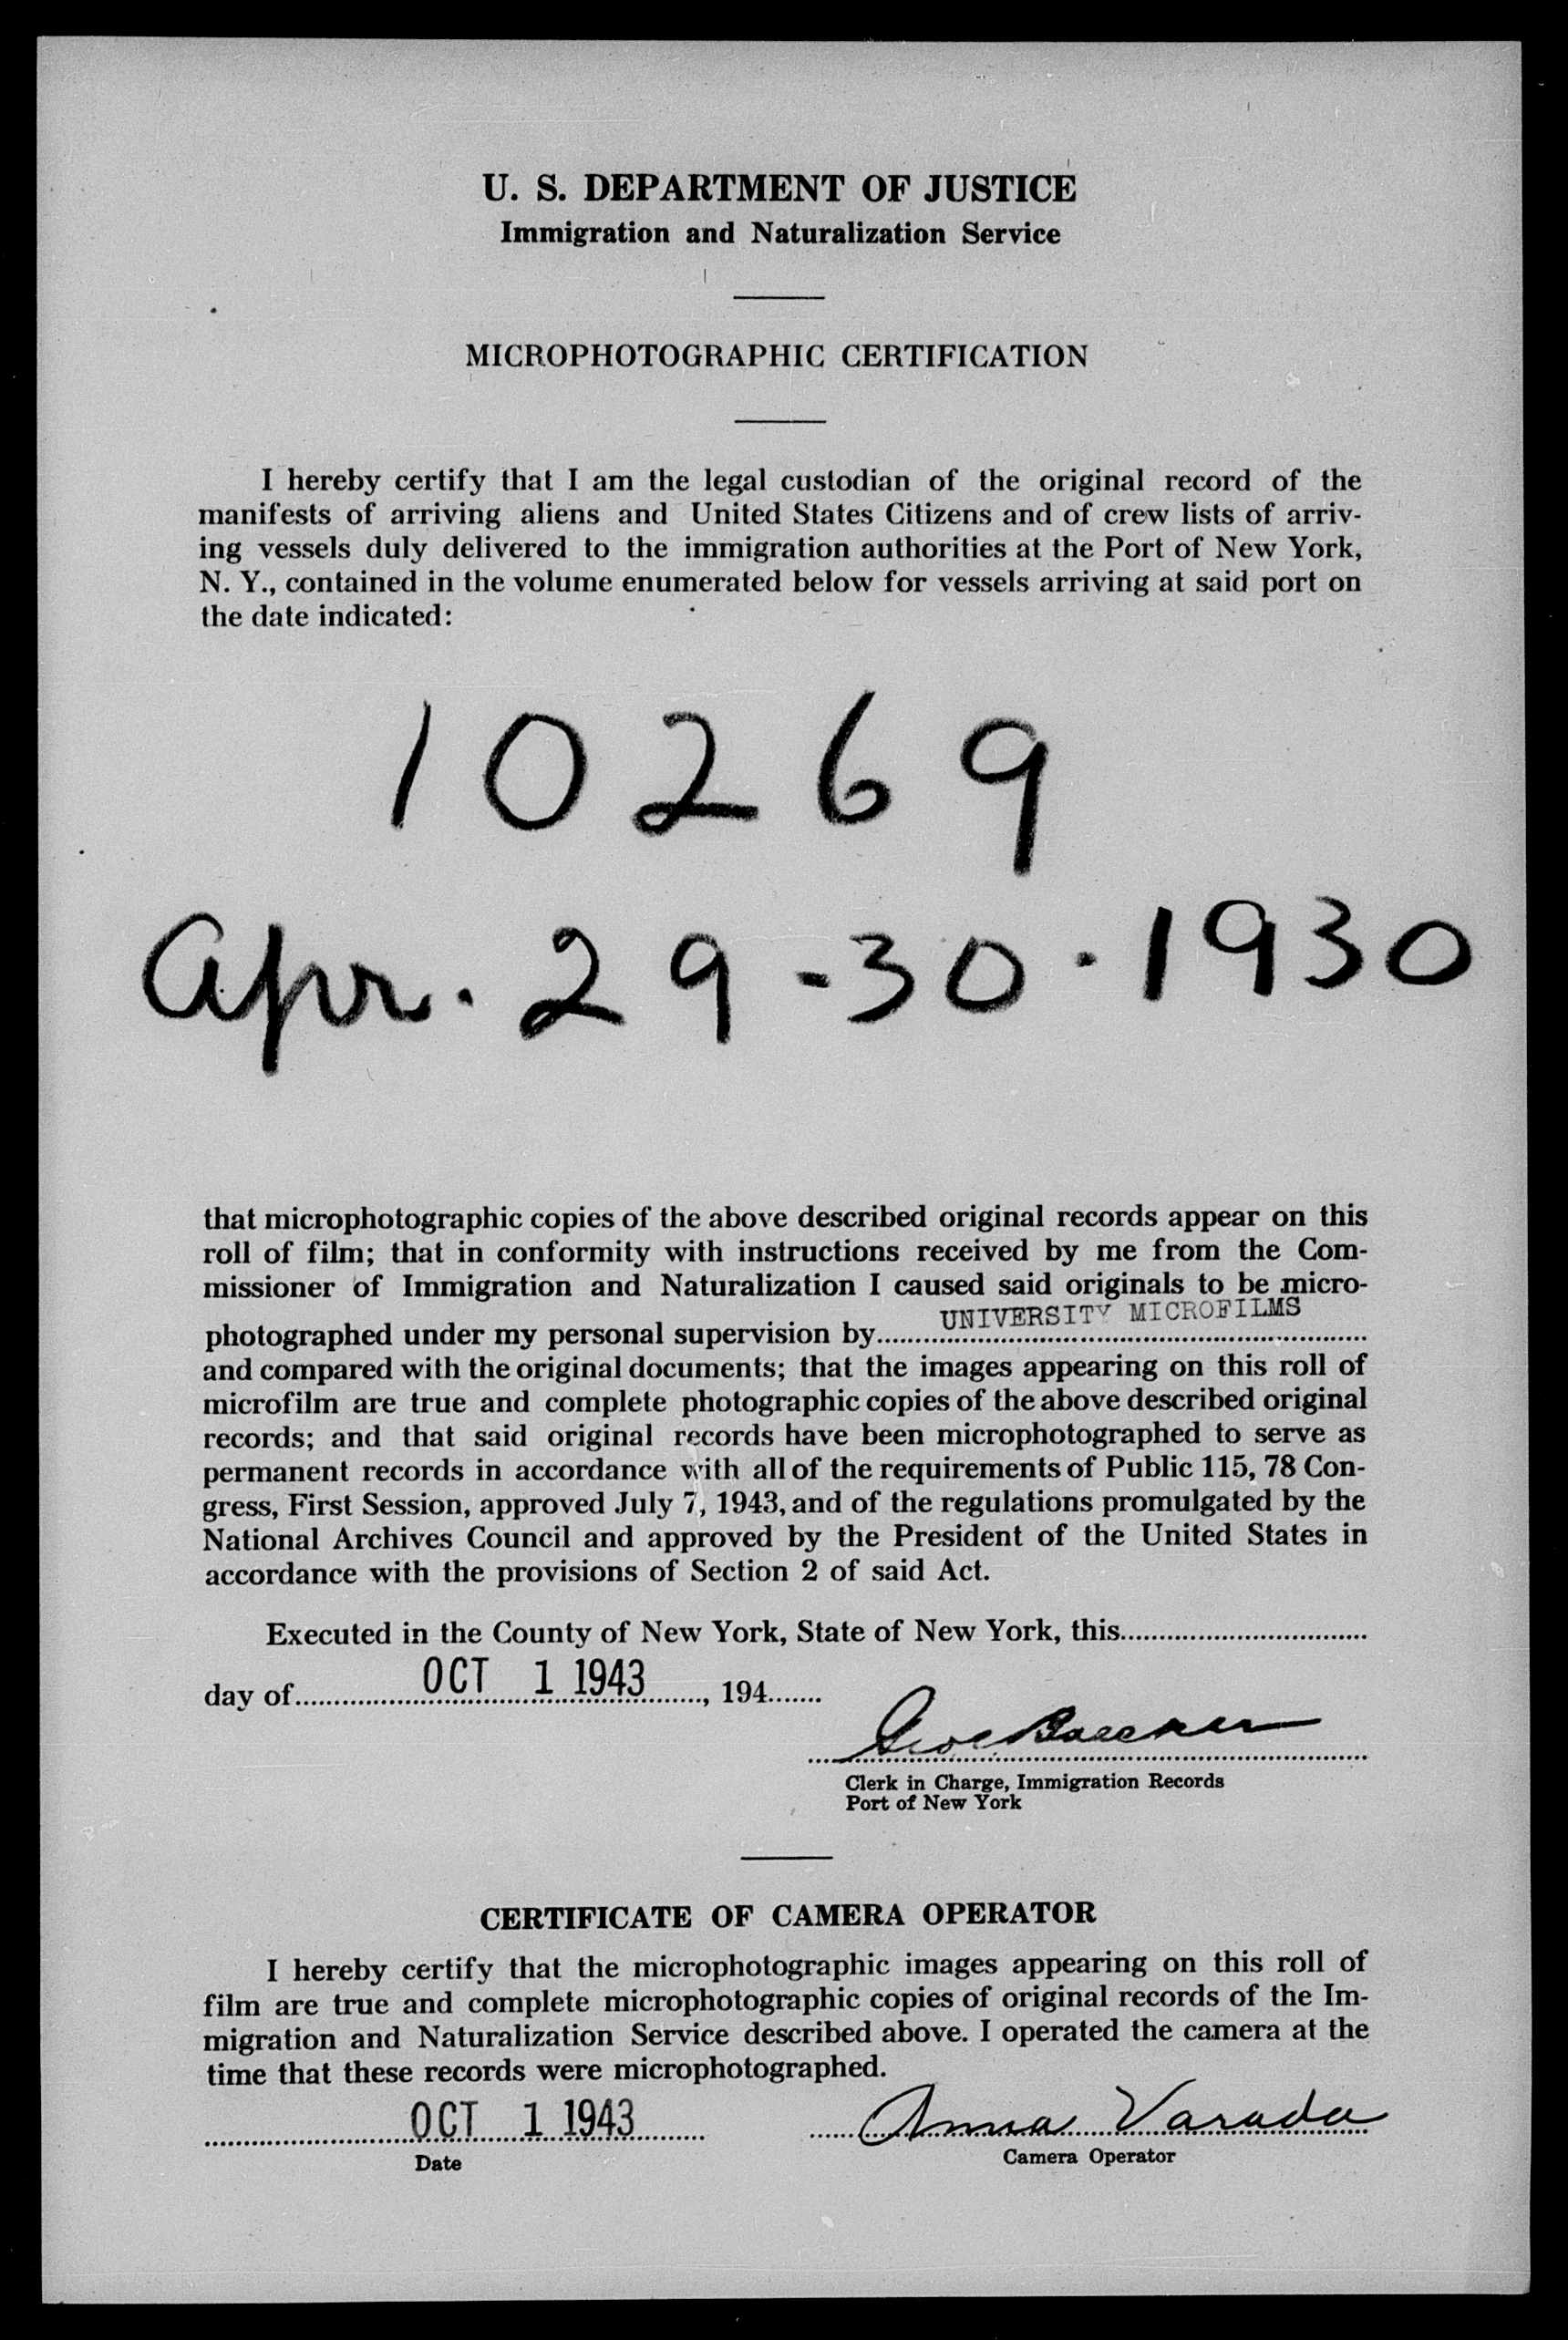 U. S. DEPARTMENT OF JUSTICE
Immigration and Naturalization Service
MICROPHOTOGRAPHIC CERTIFICATION
I hereby certify that I am the legal custodian of the original record of the
manifests of arriving aliens and United States Citizens and of crew lists of arriv-
ing vessels duly delivered to the immigration authorities at the Port of New York,
N. Y., contained in the volume enumerated below for vessels arriving at said port on
the date indicated:
10269
Apr. 29-30-1930
that microphotographic copies of the above described original records appear on this
roll of film; that in conformity with instructions received by me from the Com-
missioner of Immigration and Naturalization I caused said originals to be micro-
photographed under my personal supervision by UNIVERSITY MICROFILMS
and compared with the original documents; that the images appearing on this roll of
microfilm are true and complete photographic copies of the above described original
records; and that said original records have been microphotographed to serve as
permanent records in accordance with all of the requirements of Public 115, 78 Con-
gress, First Session, approved July 7, 1943, and of the regulations promulgated by the
National Archives Council and approved by the President of the United States in
accordance with the provisions of Section 2 of said Act.
Executed in the County of New York, State of New York, this
day of OCT 1 1943, 194
Clerk in Charge, Immigration Records
Port of New York
CERTIFICATE OF CAMERA OPERATOR
I hereby certify that the microphotographic images appearing on this roll of
film are true and complete microphotographic copies of original records of the Im-
migration and Naturalization Service described above. I operated the camera at the
time that these records were microphotographed.
OCT 1 1943 Anna Varada
Date Camera Operator